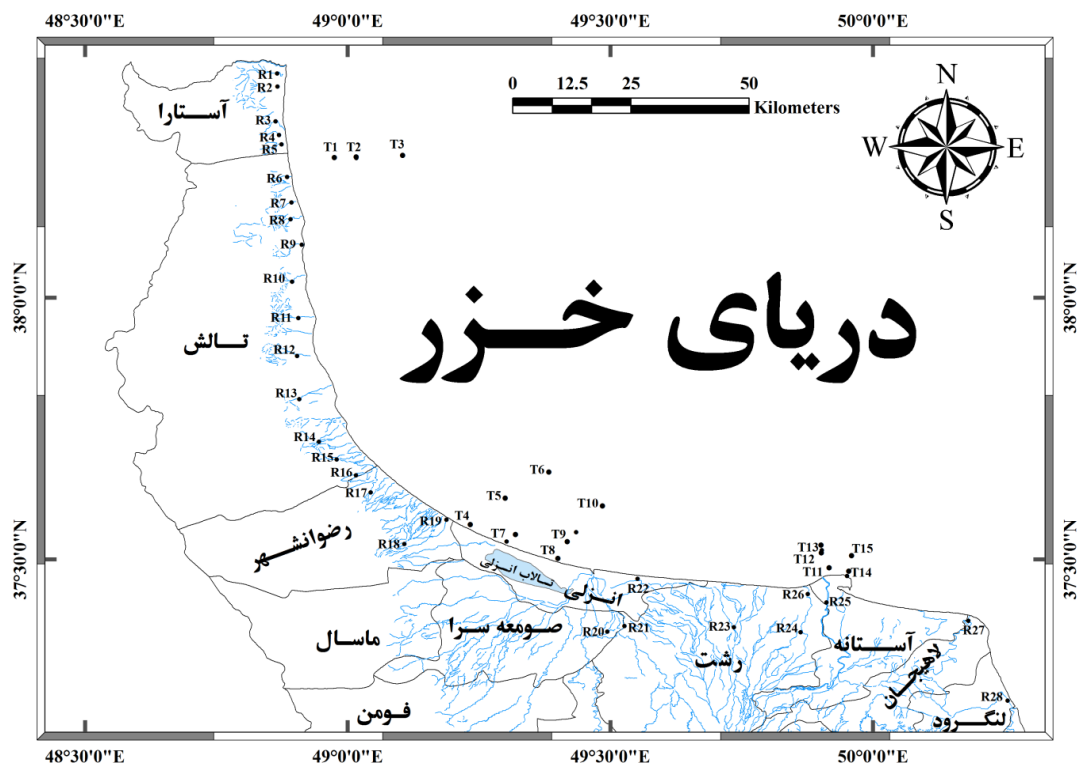 48°30'0"E 49°0'0"E 49°30'0"E 50°0'0"E
0 12.5 25 50
Kilometers
N
W E
S
R1
R2
آستارا
R3
R4
R5
T1 T2 T3
R6
R7
R8
R9
R10
38°0'0"N 38°0'0"N
R11
دریای خزر
تالش
R12
R13
R14
R15
R16
T6
R17
T5
T10
R19
T4
رضوانشهر
T7
T9
R18
T8
T13
T12
T15
37°30'0"N 37°30'0"N
تالاب انزلی
T11
T14
R22
انزلی
R26
R25
صومعه سرا
ماسال
R20
R21
R23
R24
R27
آستانه
رشت
لاهیجان
R28
فومن
لنگرود
48°30'0"E 49°0'0"E 49°30'0"E 50°0'0"E